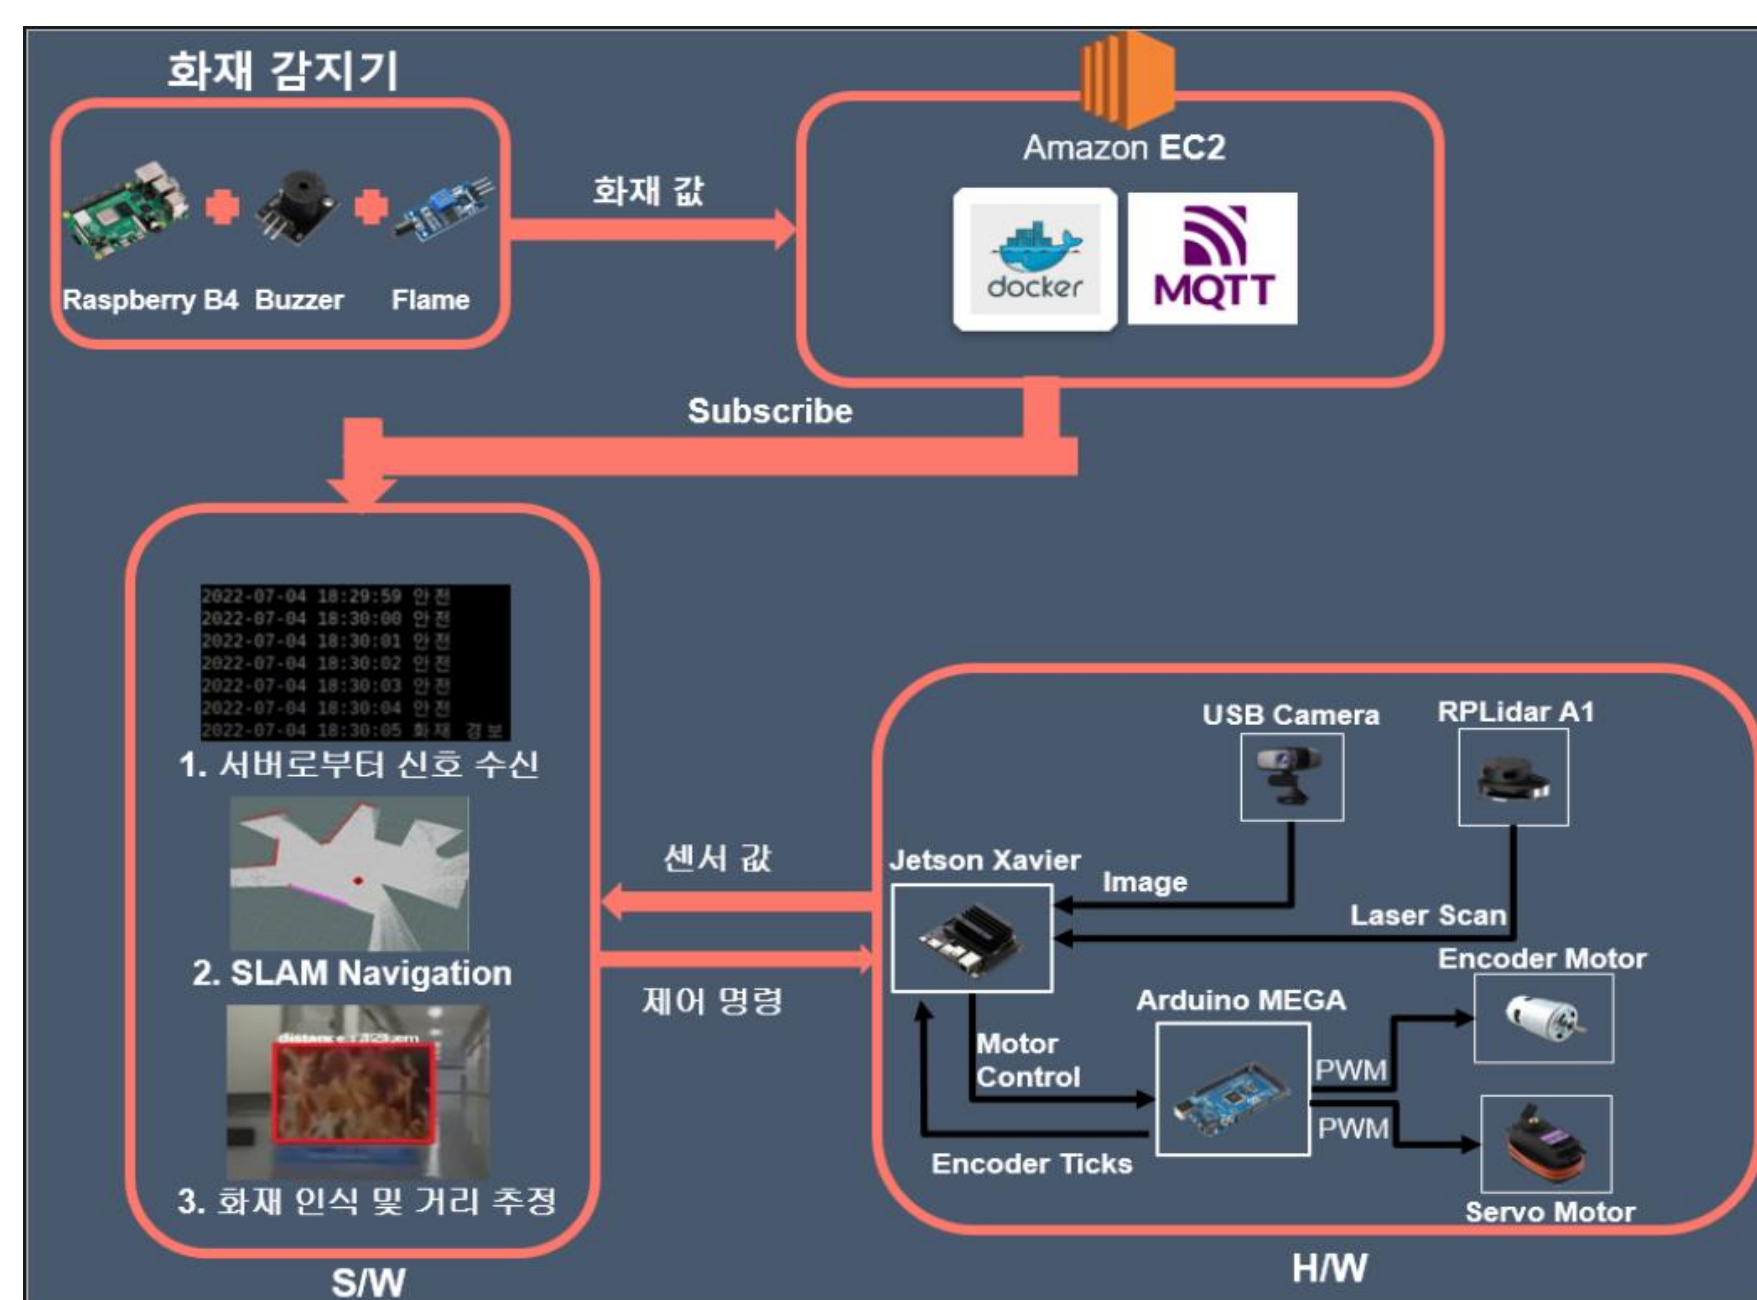 화재 감지기
Raspberry B4 Buzzer Flame
화재 값
Amazon EC2
docker
MQTT
Subscribe
2022-07-04 18:29:59 안전
2022-07-04 18:30:00 안전
2022-07-04 18:30:01 안전
2022-07-04 18:30:02 안전
2022-07-04 18:30:03 안전
2022-07-04 18:30:04 안전
2022-07-04 18:30:05 화재 경보
1. 서버로부터 신호 수신
2. SLAM Navigation
distance :
3. 화재 인식 및 거리 추정
S/W
센서 값
제어 명령
USB Camera
RPLidar A1
Jetson Xavier
Image
Laser Scan
Encoder Motor
Arduino MEGA
Motor
Control
PWM
PWM
Encoder Ticks
Servo Motor
H/W